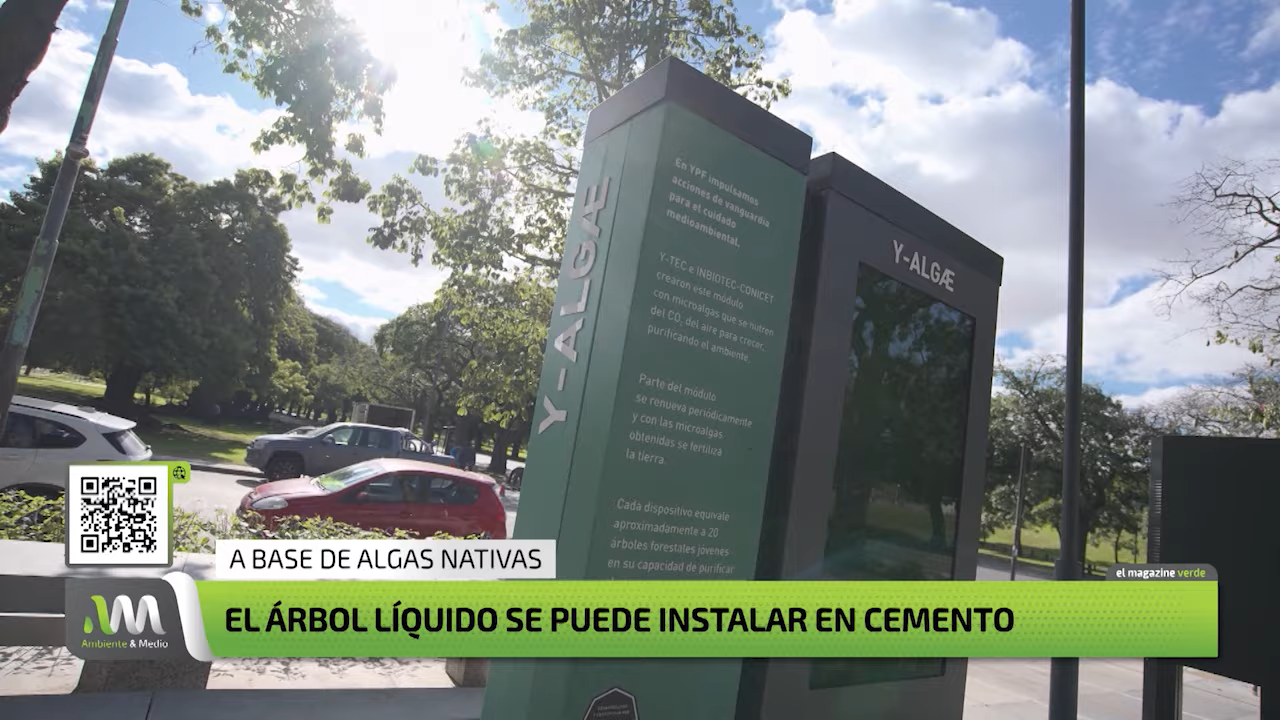 Y-ALGÆ
En YPF impulsamos
acciones de vanguardia
para el cuidado
medioambiental.
Y-TEC e INBIOTEC-CONICET
crearon este módulo
con microalgas que se nutren
del CO₂ del aire para crecer,
purificando el ambiente.
Parte del módulo
se renueva periódicamente
y con las microalgas
obtenidas se fertiliza
la tierra.
Cada dispositivo equivale
aproximadamente a 20
árboles forestales jóvenes
en su capacidad de purificar
Y-ALGÆ
A BASE DE ALGAS NATIVAS
el magazine verde
EL ÁRBOL LÍQUIDO SE PUEDE INSTALAR EN CEMENTO
AM
Ambiente & Medio